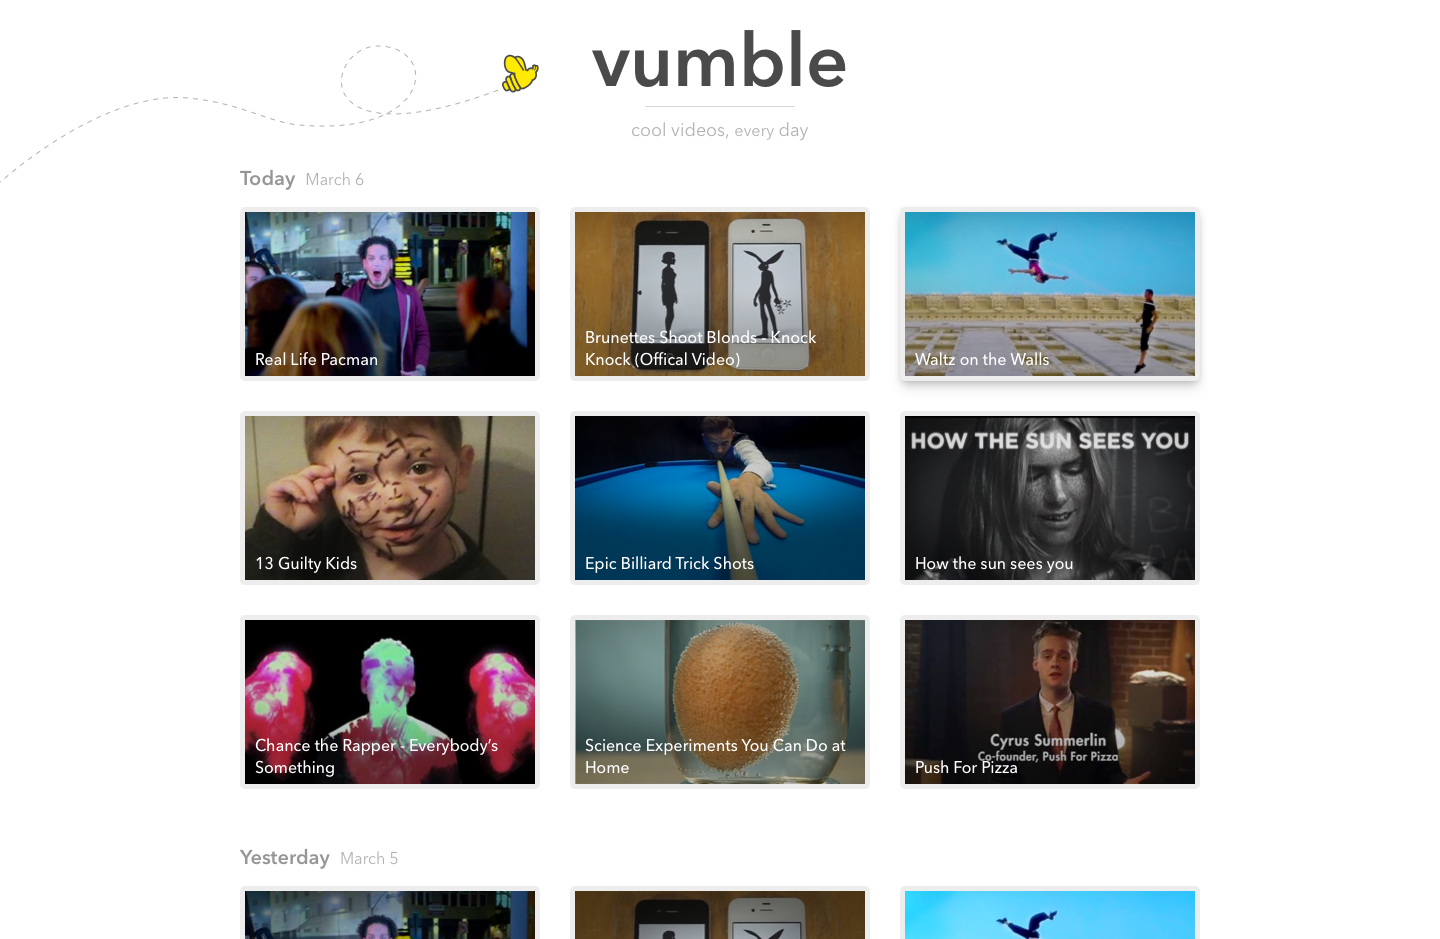 vumble
cool videos, every day
Today March 6
Real Life Pacman
Brunettes Shoot Blonds - Knock
Knock (Offical Video)
Waltz on the Walls
13 Guilty Kids
Epic Billiard Trick Shots
HOW THE SUN SEES YOU
How the sun sees you
Chance the Rapper - Everybody's
Something
Science Experiments You Can Do at
Home
Cyrus Summerlin
Co-founder, Push For Pizza
Push For Pizza
Yesterday March 5